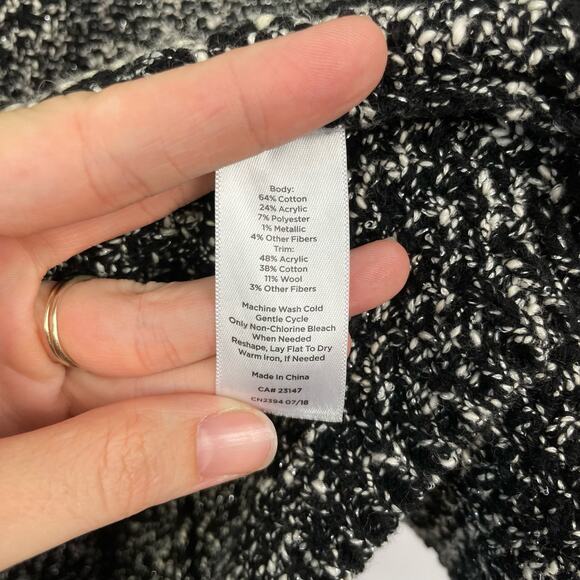 Body:
64% Cotton
24% Acrylic
7% Polyester
1% Metallic
4% Other Fibers
Trim:
48% Acrylic
38% Cotton
11% Wool
3% Other Fibers
Machine Wash Cold
Gentle Cycle
Only Non-Chlorine Bleach
When Needed
Reshape, Lay Flat To Dry
Warm Iron, If Needed
Made In China
CA# 23147
CN2394 07/18